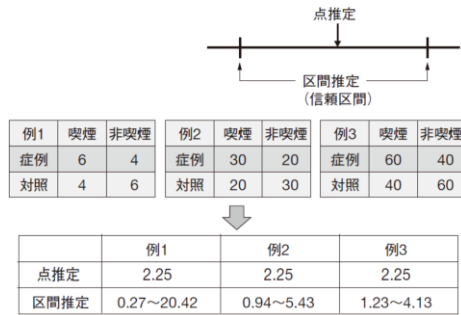 点推定
区間推定
(信頼区間)
例1 喫煙 非喫煙
症例 6 4
対照 4 6
例2 喫煙 非喫煙
症例 30 20
対照 20 30
例3 喫煙 非喫煙
症例 60 40
対照 40 60
例1 例2 例3
点推定 2.25 2.25 2.25
区間推定 0.27～20.42 0.94～5.43 1.23～4.13